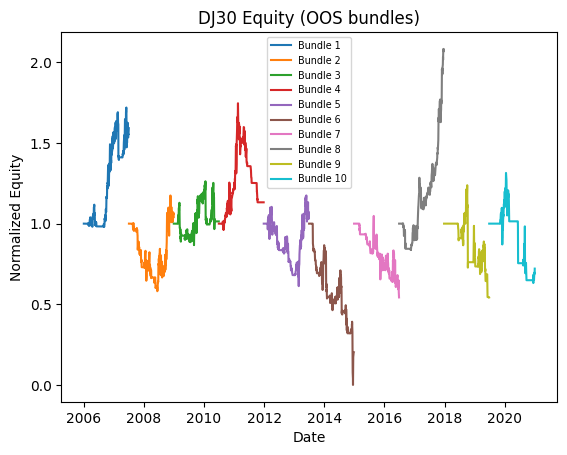 DJ30 Equity (OOS bundles)
Normalized Equity
2.0
1.5
1.0
0.5
0.0
Bundle 1
Bundle 2
Bundle 3
Bundle 4
Bundle 5
Bundle 6
Bundle 7
Bundle 8
Bundle 9
Bundle 10
2006 2008 2010 2012 2014 2016 2018 2020
Date